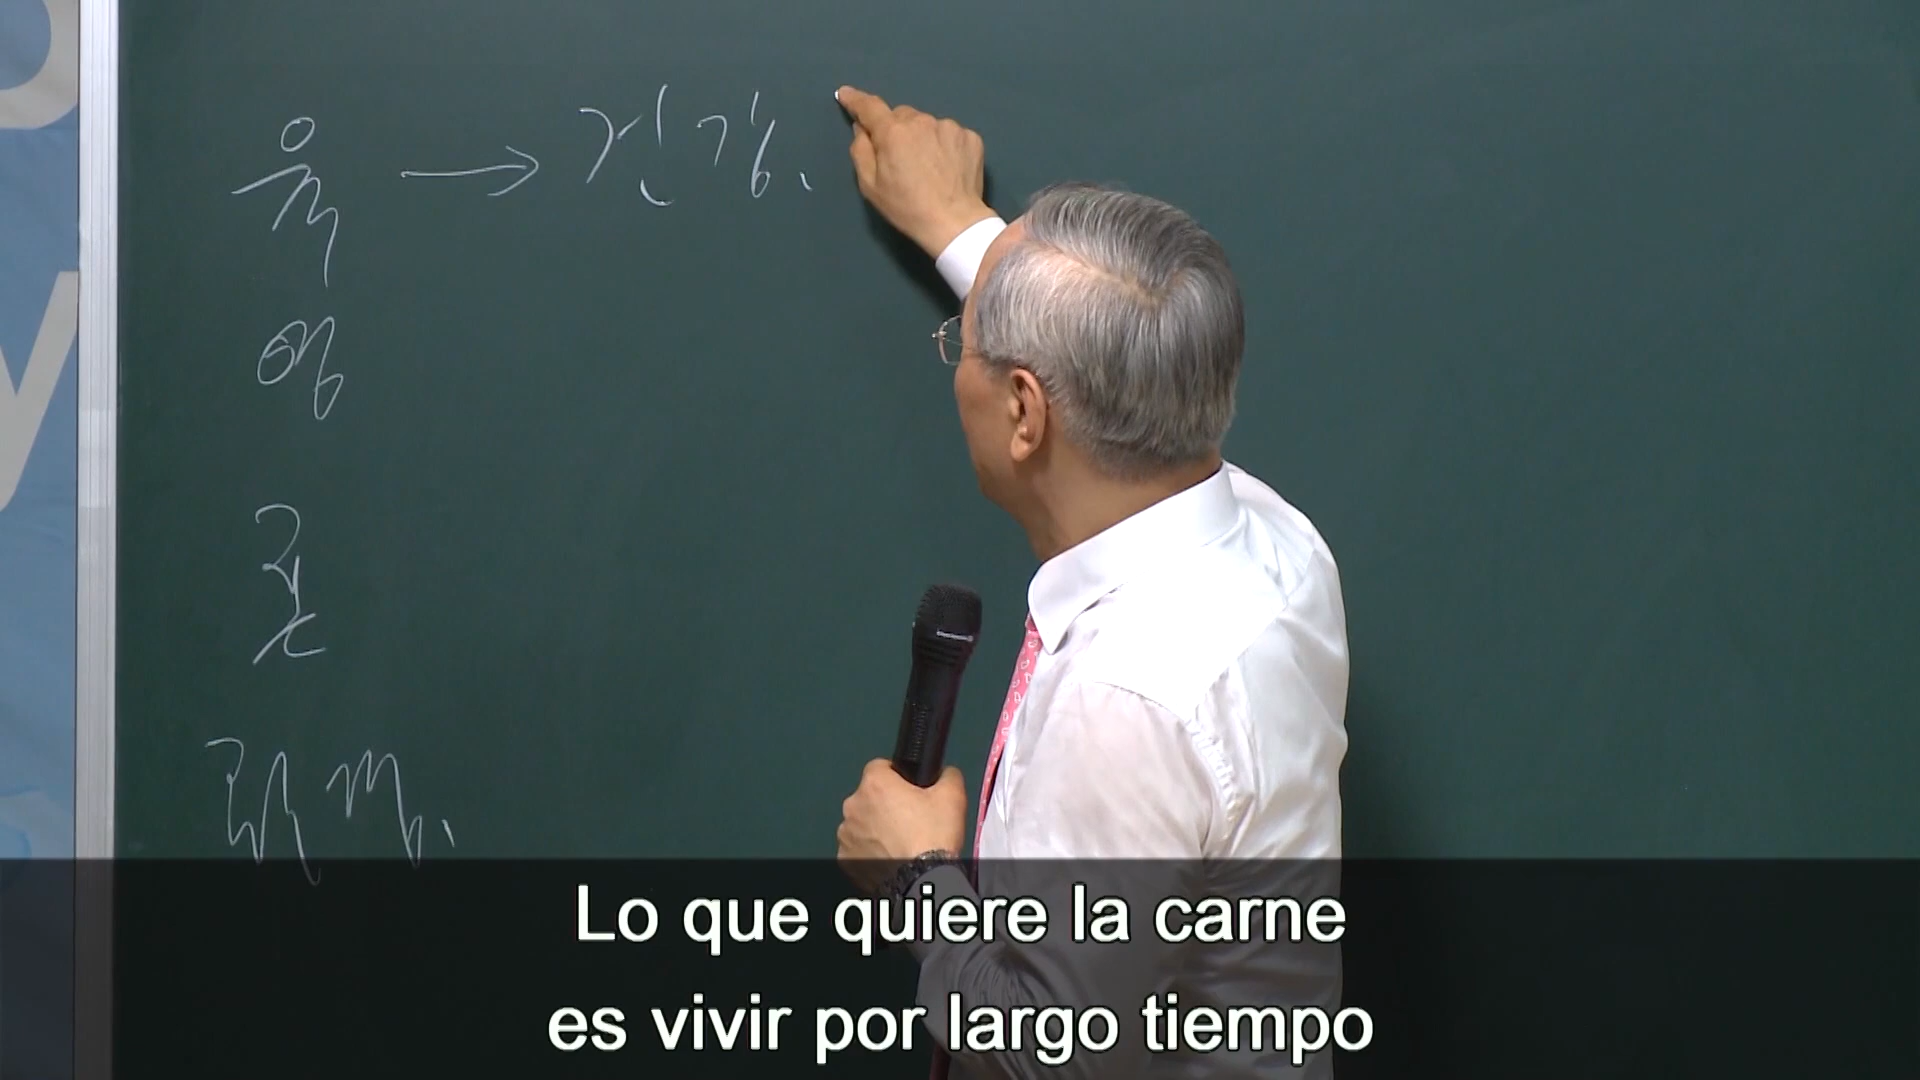 육 → 건강.
영
혼
Lo que quiere la carne
es vivir por largo tiempo